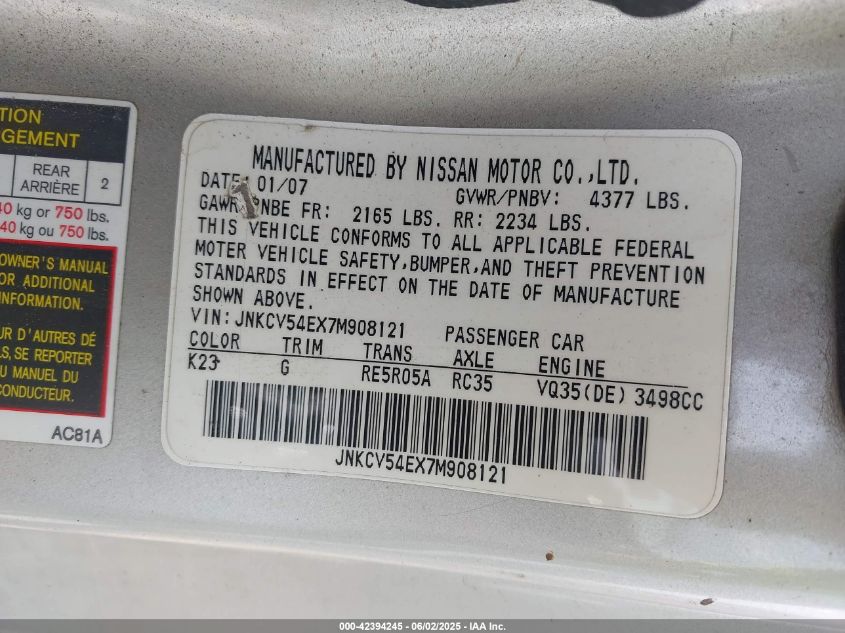 TION
GEMENT
REAR
ARRIÈRE
2
40 kg or 750 lbs.
40 kg ou 750 lbs.
OWNER'S MANUAL
OR ADDITIONAL
INFORMATION.
UR D'AUTRES DÉ
LS, SE REPORTER
AU MANUEL DU
CONDUCTEUR.
AC81A
MANUFACTURED BY NISSAN MOTOR CO.,LTD.
DATE: 01/07 GVWR/PNBV: 4377 LBS.
GAWR/PNBE FR: 2165 LBS. RR: 2234 LBS.
THIS VEHICLE CONFORMS TO ALL APPLICABLE FEDERAL
MOTER VEHICLE SAFETY,BUMPER,AND THEFT PREVENTION
STANDARDS IN EFFECT ON THE DATE OF MANUFACTURE
SHOWN ABOVE.
VIN:JNKCV54EX7M908121 PASSENGER CAR
COLOR TRIM TRANS AXLE ENGINE
K23 G RE5R05A RC35 VQ35(DE) 3498CC
JNKCV54EX7M908121
000-42394245 - 06/02/2025 - IAA Inc.